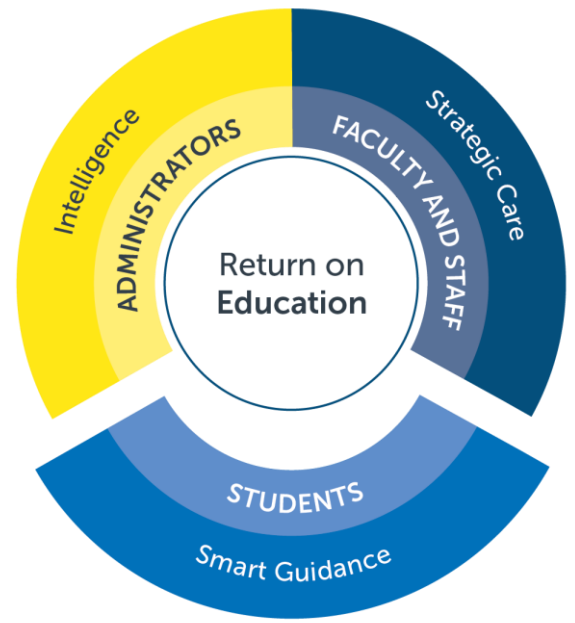 Intelligence
ADMINISTRATORS
Strategic Care
FACULTY AND STAFF
Return on
Education
STUDENTS
Smart Guidance